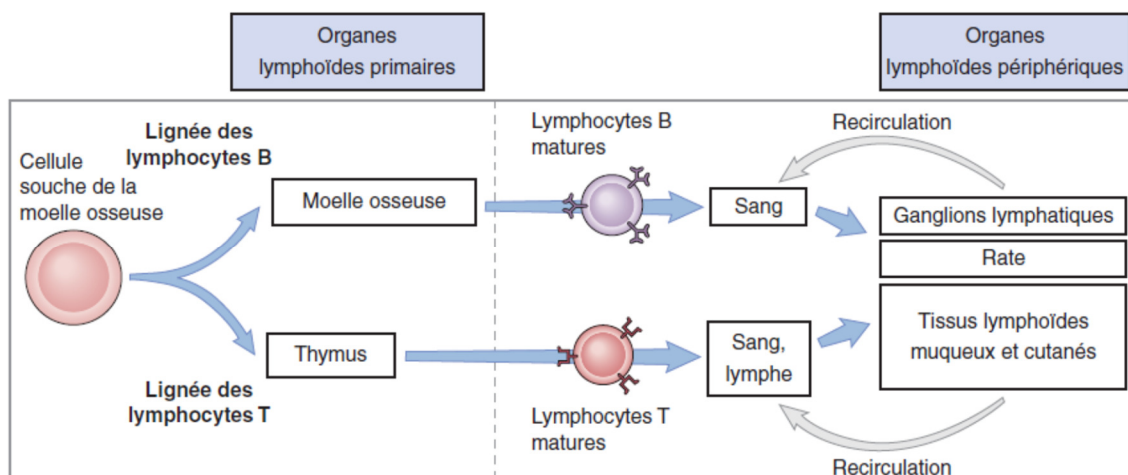 Organes
lymphoïdes primaires
Organes
lymphoïdes périphériques
Lignée des
lymphocytes B
Cellule
souche de la
moelle osseuse
Moelle osseuse
Lymphocytes B
matures
Recirculation
Sang
Ganglions lymphatiques
Rate
Tissus lymphoïdes
muqueux et cutanés
Thymus
Sang,
lymphe
Lignée des
lymphocytes T
Lymphocytes T
matures
Recirculation